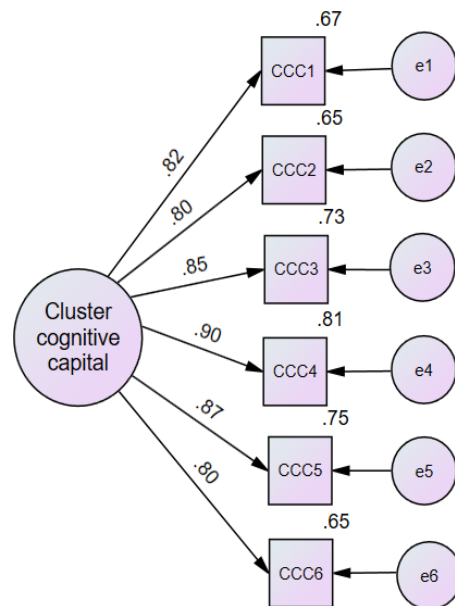 .67
CCC1
e1
.82
.65
CCC2
e2
.80
.73
CCC3
e3
.85
Cluster
cognitive
capital
.81
CCC4
e4
.90
.75
CCC5
e5
.87
.65
CCC6
e6
.80